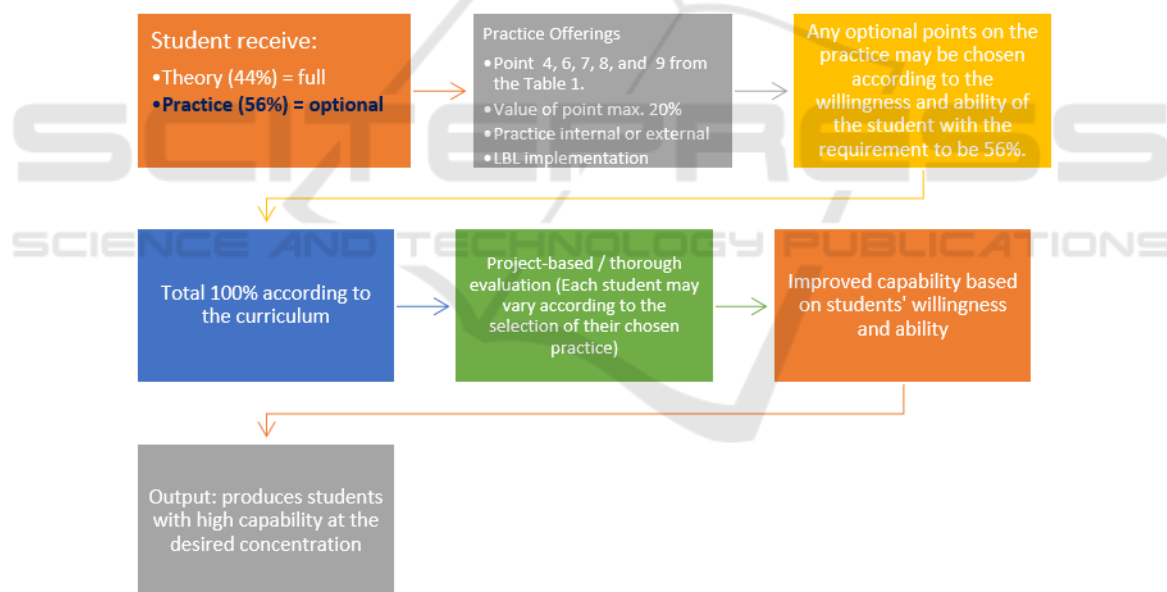 Student receive:
•Theory (44%) = full
•Practice (56%) = optional
Practice Offerings
•Point 4, 6, 7, 8, and 9 from
the Table 1.
•Value of point max. 20%
•Practice internal or external
•LBL implementation
Any optional points on the
practice may be chosen
according to the
willingness and ability of
the student with the
requirement to be 56%.
SCITEPRESS
SCIENCE AND TECHNOLOGY PUBLICATIONS
Total 100% according to
the curriculum
Project-based / thorough
evaluation (Each student may
vary according to the
selection of their chosen
practice)
Improved capability based
on students' willingness
and ability
Output: produces students
with high capability at the
desired concentration